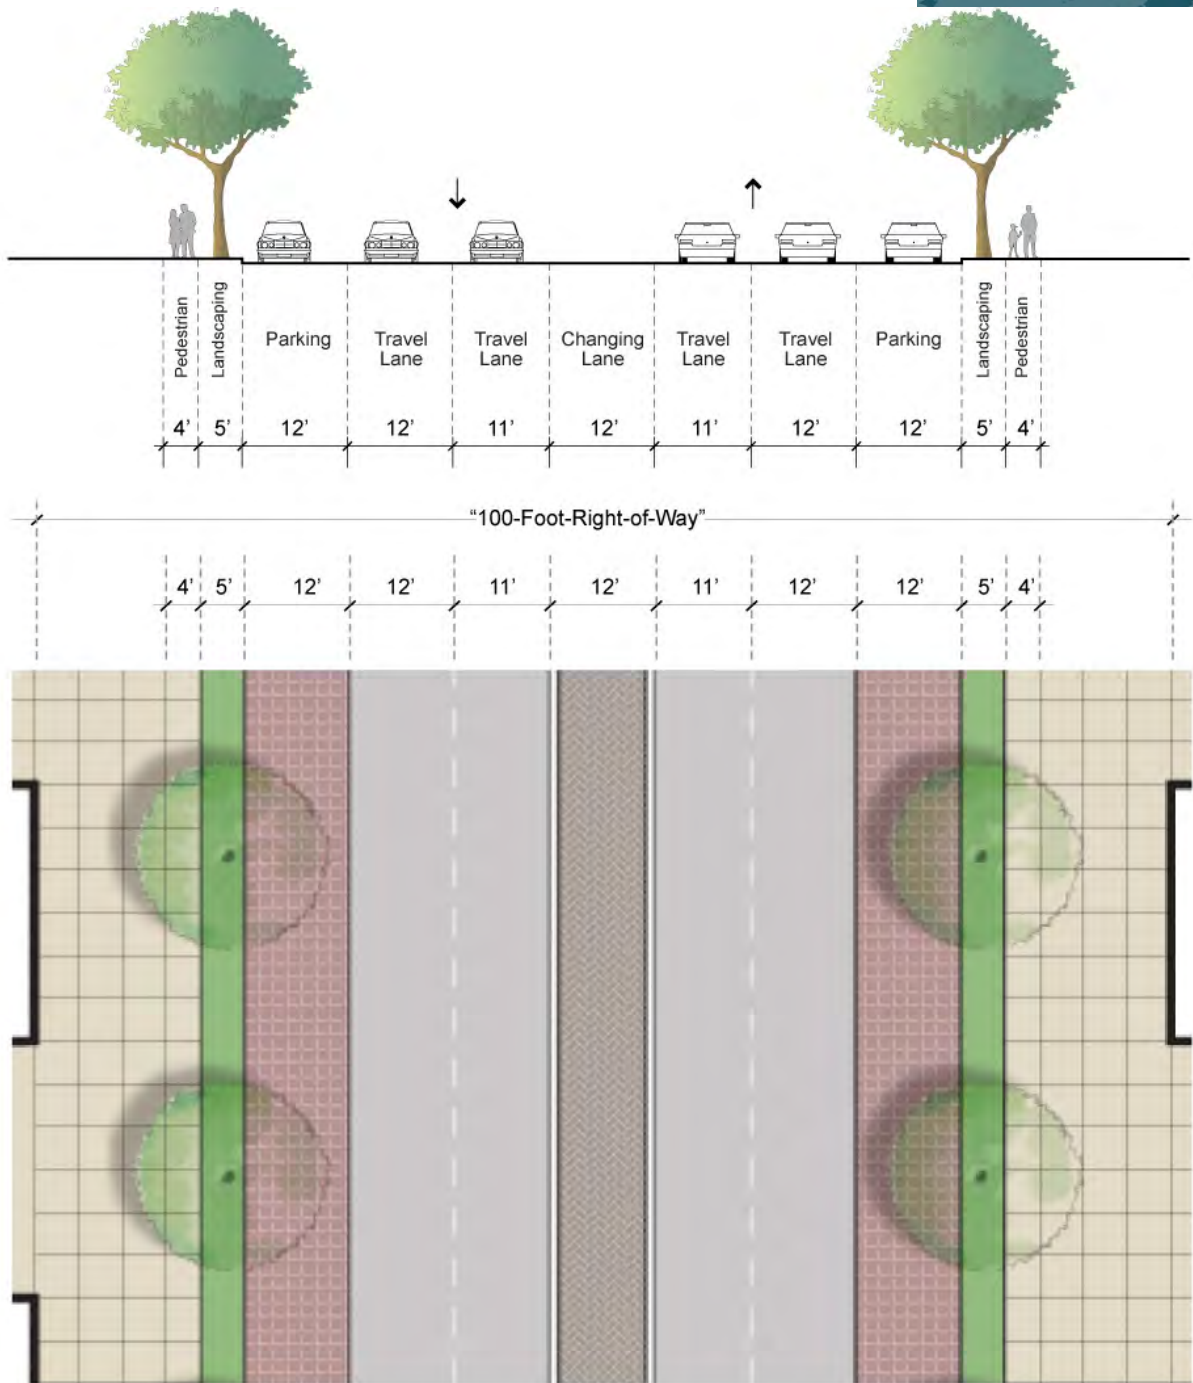 Pedestrian
Landscaping
Parking
Travel
Lane
Travel
Lane
Changing
Lane
Travel
Lane
Travel
Lane
Parking
Landscaping
Pedestrian
4’ 5’ 12’ 12’ 11’ 12’ 11’ 12’ 12’ 5’ 4’
“100-Foot-Right-of-Way”
4’ 5’ 12’ 12’ 11’ 12’ 11’ 12’ 12’ 5’ 4’